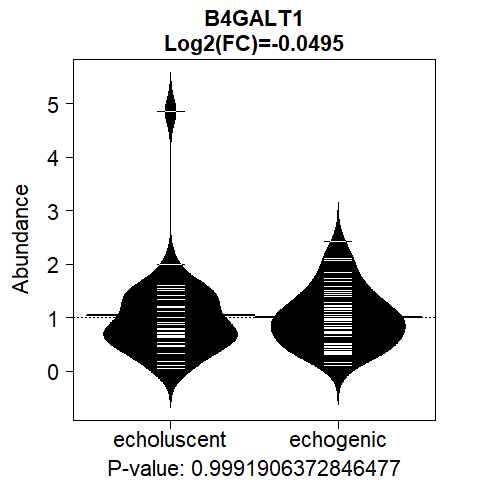 B4GALT1
Log2(FC)=-0.0495
Abundance
5
4
3
2
1
0
echoluscent echogenic
P-value: 0.9991906372846477